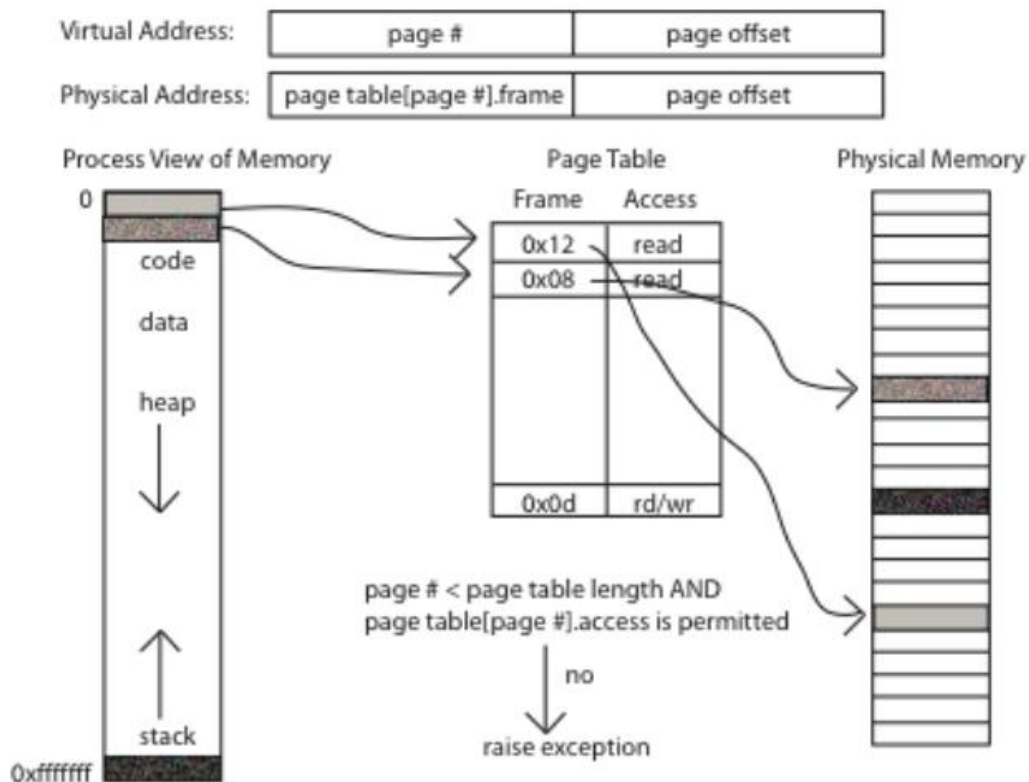 Virtual Address: page # page offset
Physical Address: page table[page #].frame page offset
Process View of Memory Page Table Physical Memory
0 Frame Access
0x12 read
code 0x08 read
data
heap
0x0d rd/wr
page # < page table length AND
page table[page #].access is permitted
no
stack raise exception
0xfffffff